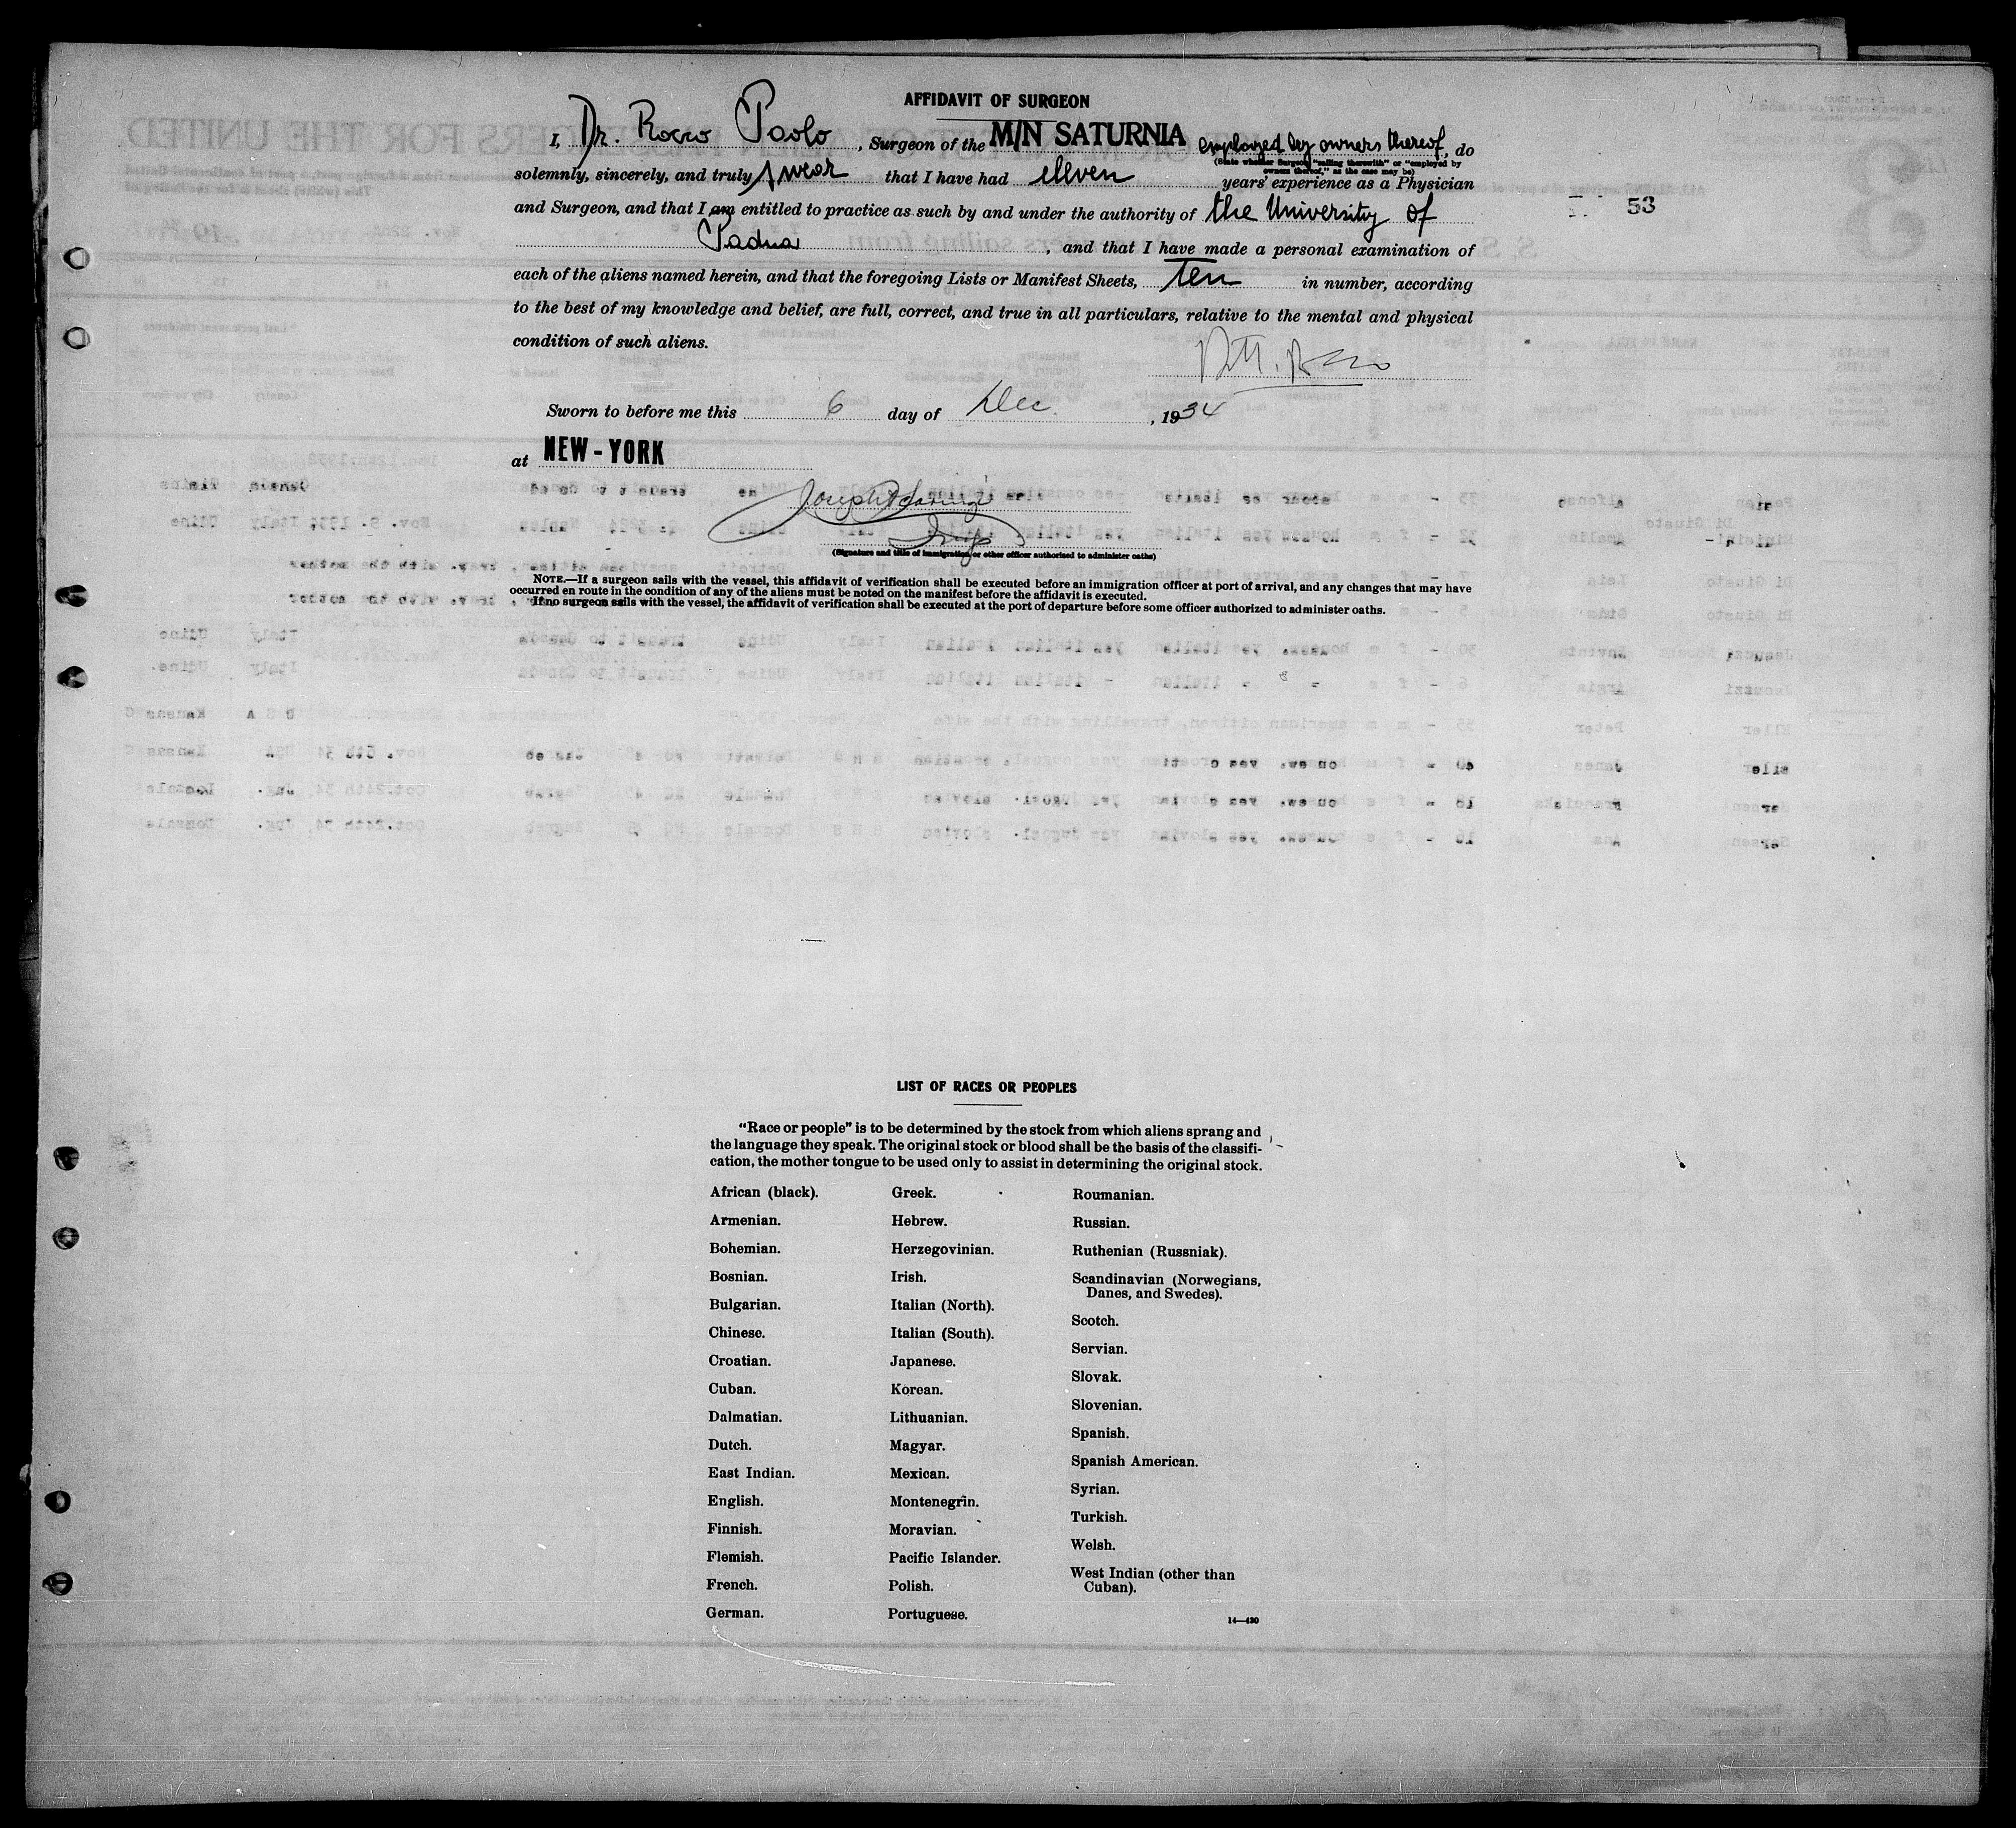 AFFIDAVIT OF SURGEON
I, Dr. Rocco Paolo, Surgeon of the M/N SATURNIA employed by owners thereof, do
(State whether Surgeon "sailing therewith" or "employed by
owners thereof," as the case may be)
solemnly, sincerely, and truly swear that I have had eleven years' experience as a Physician
and Surgeon, and that I am entitled to practice as such by and under the authority of the University of
Padua, and that I have made a personal examination of
53
each of the aliens named herein, and that the foregoing Lists or Manifest Sheets, Ten in number, according
to the best of my knowledge and belief, are full, correct, and true in all particulars, relative to the mental and physical
condition of such aliens.
Sworn to before me this 6 day of Dec., 1934
at NEW-YORK
(Signature and title of immigration or other officer authorized to administer oaths)
NOTE.—If a surgeon sails with the vessel, this affidavit of verification shall be executed before an immigration officer at port of arrival, and any changes that may have
occurred en route in the condition of any of the aliens must be noted on the manifest before the affidavit is executed.
If no surgeon sails with the vessel, the affidavit of verification shall be executed at the port of departure before some officer authorized to administer oaths.
LIST OF RACES OR PEOPLES
"Race or people" is to be determined by the stock from which aliens sprang and
the language they speak. The original stock or blood shall be the basis of the classifi-
cation, the mother tongue to be used only to assist in determining the original stock.
African (black).
Armenian.
Bohemian.
Bosnian.
Bulgarian.
Chinese.
Croatian.
Cuban.
Dalmatian.
Dutch.
East Indian.
English.
Finnish.
Flemish.
French.
German.
Greek.
Hebrew.
Herzegovinian.
Irish.
Italian (North).
Italian (South).
Japanese.
Korean.
Lithuanian.
Magyar.
Mexican.
Montenegrin.
Moravian.
Pacific Islander.
Polish.
Portuguese.
Roumanian.
Russian.
Ruthenian (Russniak).
Scandinavian (Norwegians,
Danes, and Swedes).
Scotch.
Servian.
Slovak.
Slovenian.
Spanish.
Spanish American.
Syrian.
Turkish.
Welsh.
West Indian (other than
Cuban).
14—430